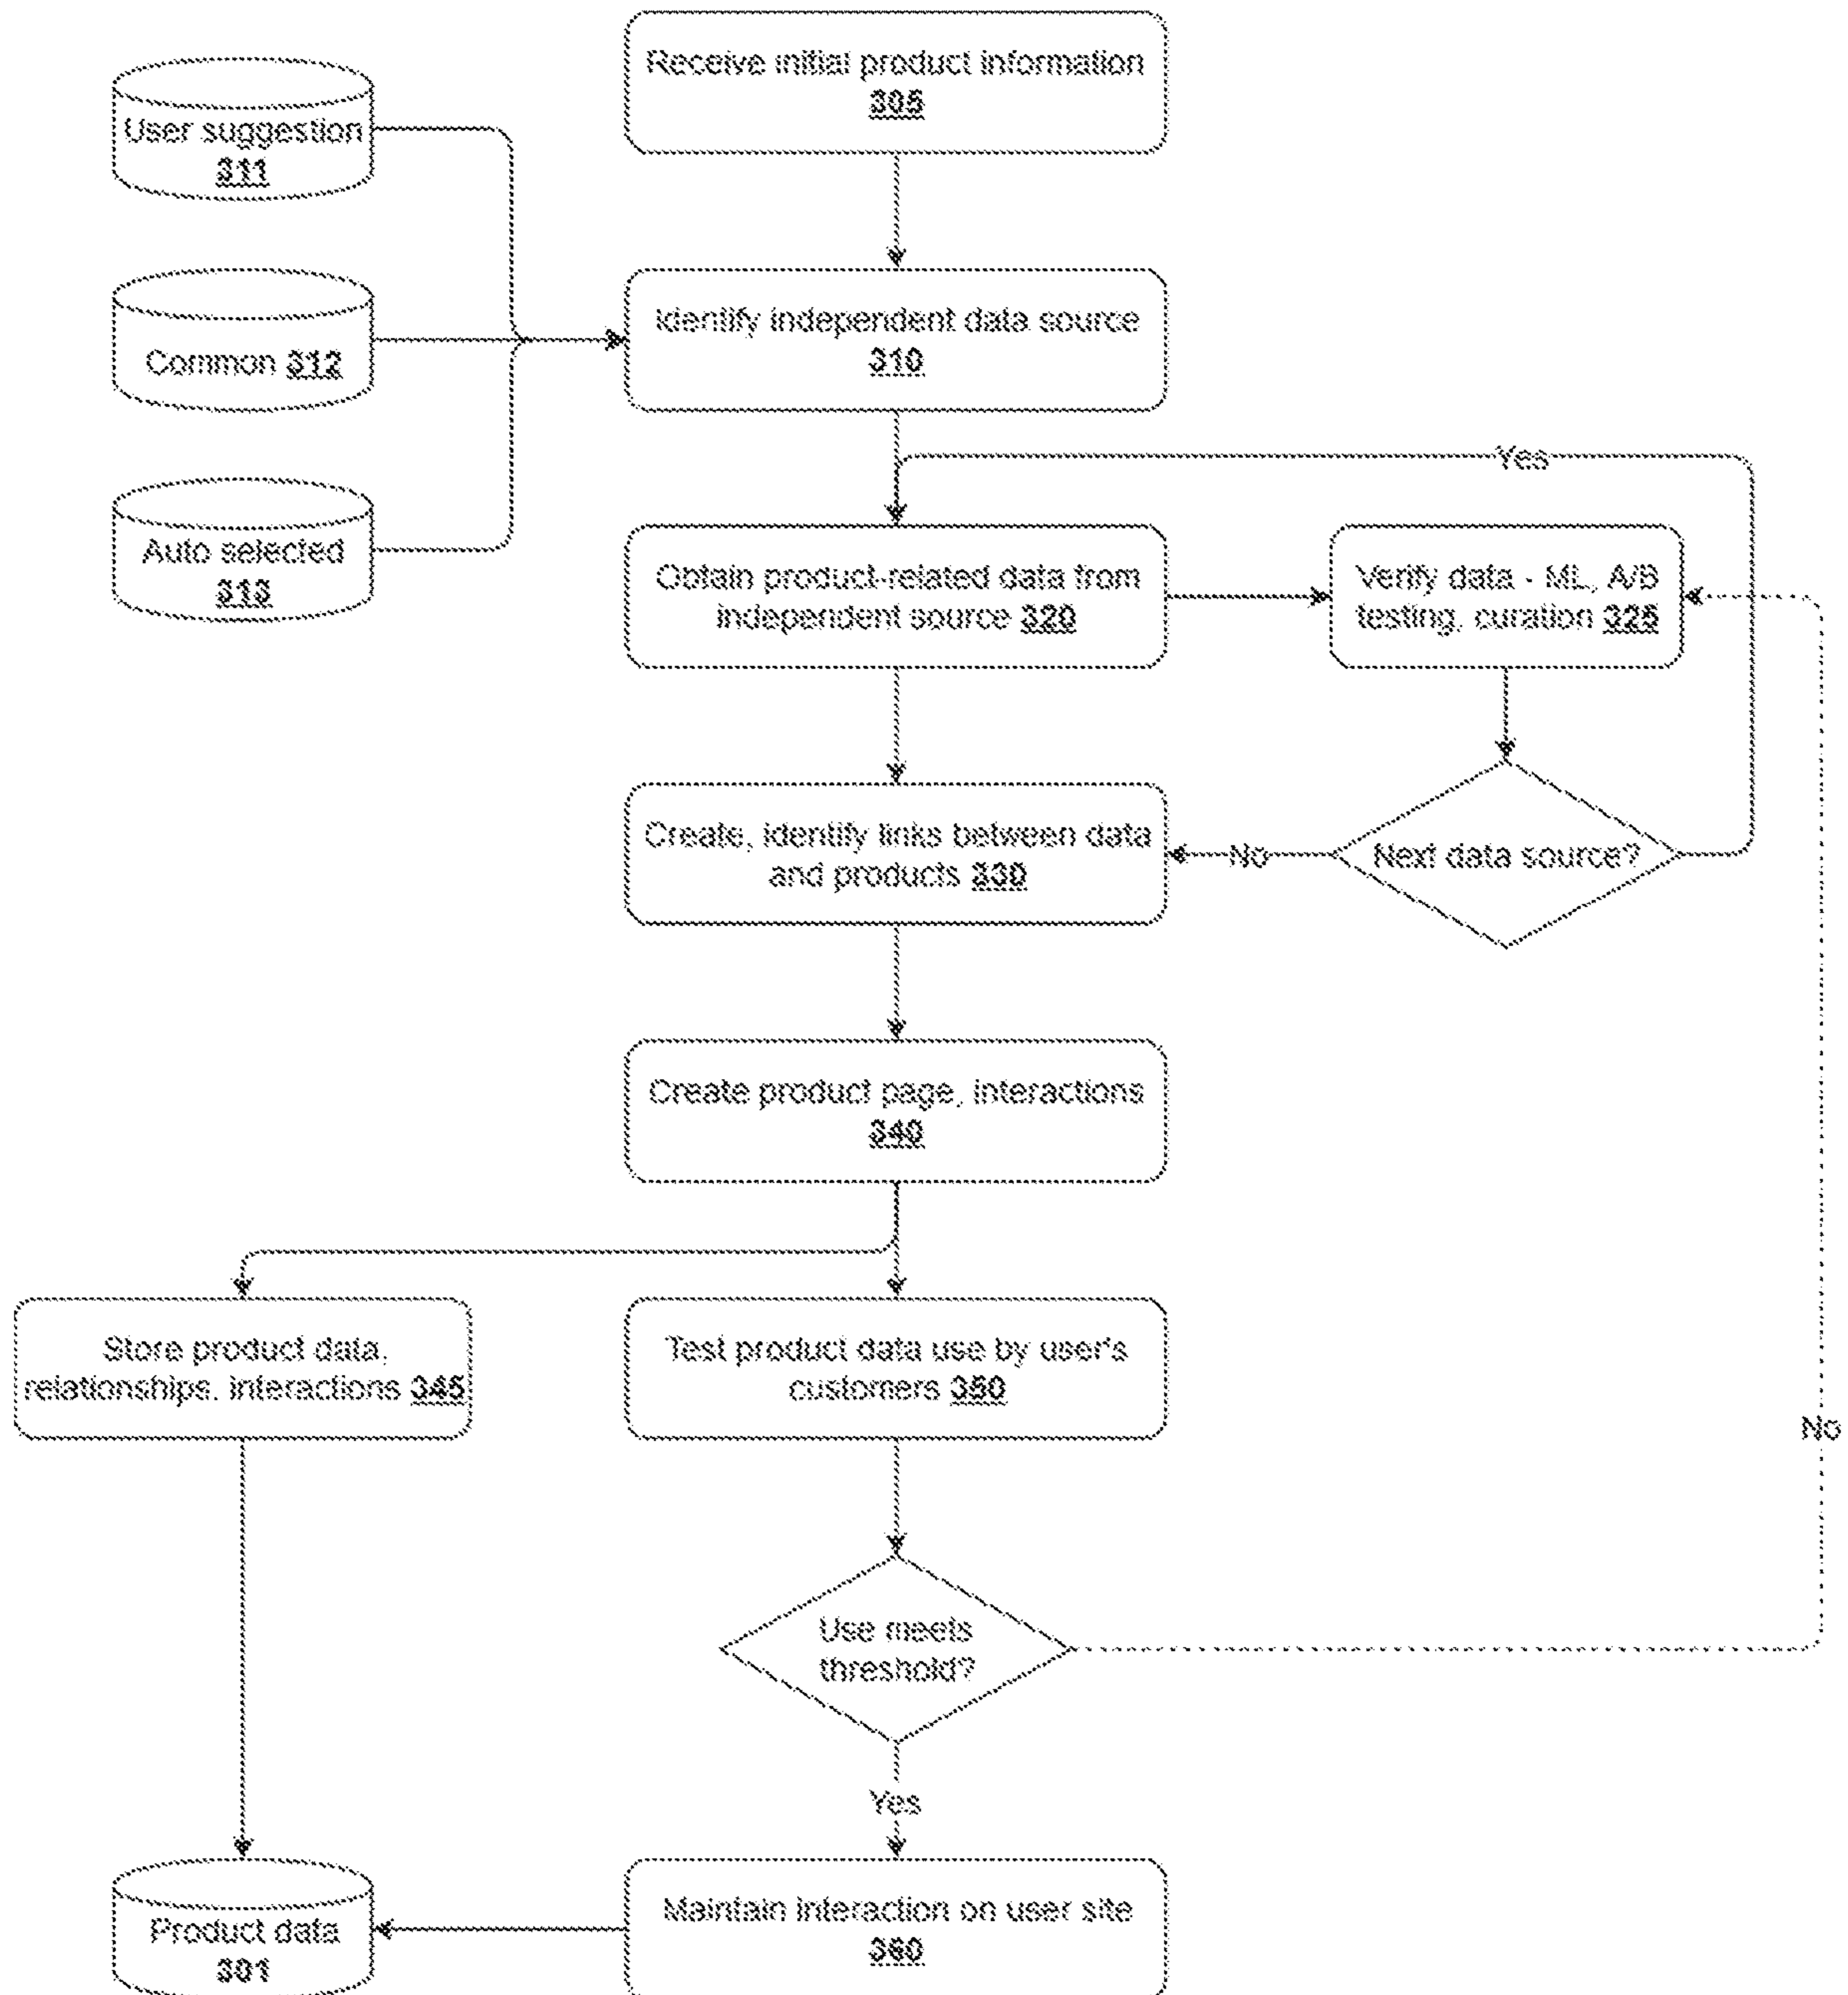 Receive initial product information
305
User suggestion
311
Identify independent data source
310
Common 312
Yes
Auto selected
313
Obtain product-related data from
independent source 320
Verify data - ML, A/B
testing, curation 325
Create, identify links between data
and products 330
No
Next data source?
Create product page, interactions
340
Store product data,
relationships, interactions 345
Test product data use by user's
customers 350
No
Use meets
threshold?
Yes
Product data
301
Maintain interaction on user site
360